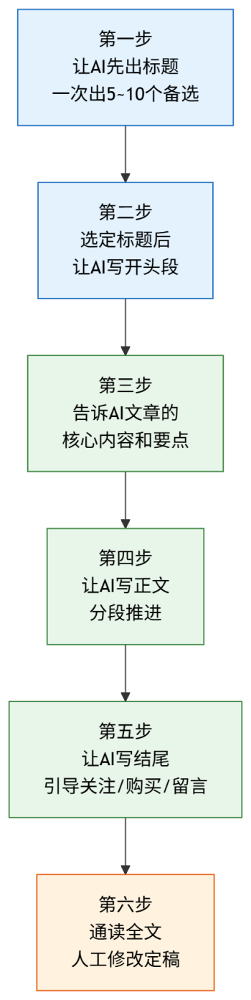 第一步
让AI先出标题
一次出5~10个备选
第二步
选定标题后
让AI写开头段
第三步
告诉AI文章的
核心内容和要点
第四步
让AI写正文
分段推进
第五步
让AI写结尾
引导关注/购买/留言
第六步
通读全文
人工修改定稿